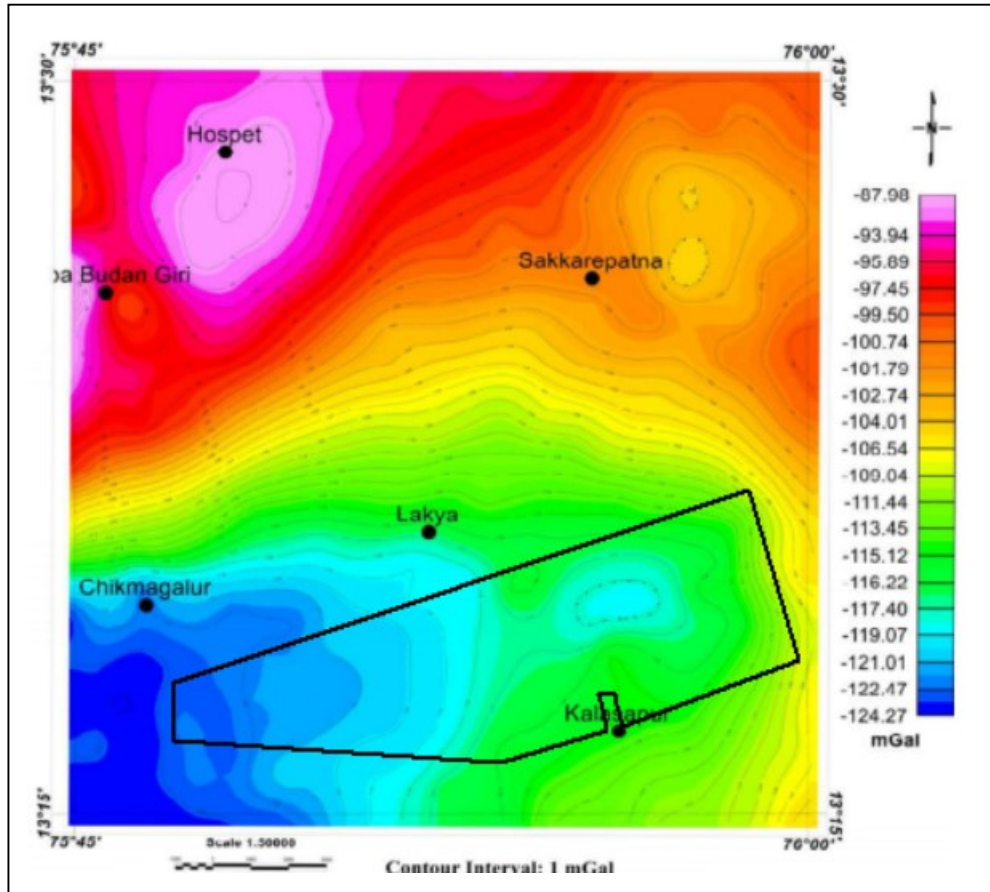 75°45' 76°00'
13°30' 13°30'
N
Hospet
pa Budan Giri
Sakkarepatna
Lakya
Chikmagalur
Kalasapur
-87.98
-93.94
-95.89
-97.45
-99.50
-100.74
-101.79
-102.74
-104.01
-106.54
-109.04
-111.44
-113.45
-115.12
-116.22
-117.40
-119.07
-121.01
-122.47
-124.27
mGal
13°15' 13°15'
75°45' 76°00'
Scale 1:50000
Contour Interval: 1 mGal